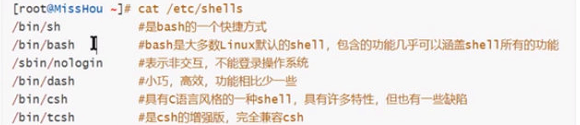 [root@MissHou ~]# cat /etc/shells
/bin/sh #是bash的一个快捷方式
/bin/bash #bash是大多数Linux默认的shell，包含的功能几乎可以涵盖shell所有的功能
/sbin/nologin #表示非交互，不能登录操作系统
/bin/dash #小巧，高效，功能相比少一些
/bin/csh #具有C语言风格的一种shell，具有许多特性，但也有一些缺陷
/bin/tcsh #是csh的增强版，完全兼容csh